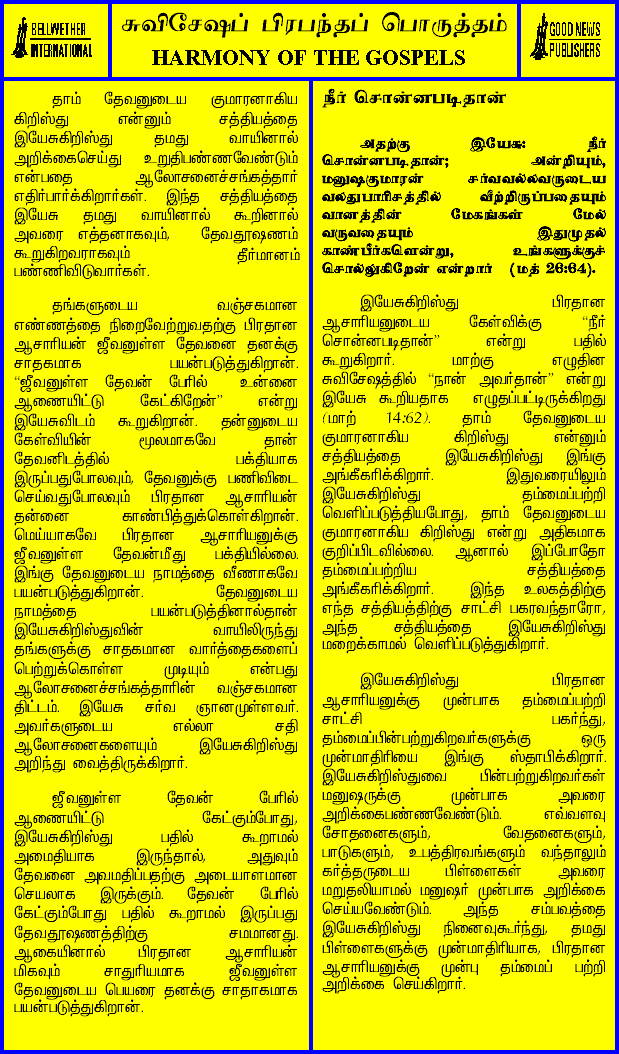 BELLWETHER
INTERNATIONAL
சுவிசேஷப் பிரபந்தப் பொருத்தம்
HARMONY OF THE GOSPELS
GOOD NEWS
PUBLISHERS
தாம் தேவனுடைய குமாரனாகிய
கிறிஸ்து என்னும் சத்தியத்தை
இயேசுகிறிஸ்து தமது வாயினால்
அறிக்கைசெய்து உறுதிபண்ணவேண்டும்
என்பதை ஆலோசனைச்சங்கத்தார்
எதிர்பார்க்கிறார்கள். இந்த சத்தியத்தை
இயேசு தமது வாயினால் கூறினால்
அவரை எத்தனாகவும், தேவதூஷணம்
கூறுகிறவராகவும் தீர்மானம்
பண்ணிவிடுவார்கள்.
தங்களுடைய வஞ்சகமான
எண்ணத்தை நிறைவேற்றுவதற்கு பிரதான
ஆசாரியன் ஜீவனுள்ள தேவனை தனக்கு
சாதகமாக பயன்படுத்துகிறான்.
“ஜீவனுள்ள தேவன் பேரில் உன்னை
ஆணையிட்டு கேட்கிறேன்” என்று
இயேசுவிடம் கூறுகிறான். தன்னுடைய
கேள்வியின் மூலமாகவே தான்
தேவனிடத்தில் பக்தியாக
இருப்பதுபோலவும், தேவனுக்கு பணிவிடை
செய்வதுபோலவும் பிரதான ஆசாரியன்
தன்னை காண்பித்துக்கொள்கிறான்.
மெய்யாகவே பிரதான ஆசாரியனுக்கு
ஜீவனுள்ள தேவன்மீது பக்தியில்லை.
இங்கு தேவனுடைய நாமத்தை வீணாகவே
பயன்படுத்துகிறான். தேவனுடைய
நாமத்தை பயன்படுத்தினால்தான்
இயேசுகிறிஸ்துவின் வாயிலிருந்து
தங்களுக்கு சாதகமான வார்த்தைகளைப்
பெற்றுக்கொள்ள முடியும் என்பது
ஆலோசனைச்சங்கத்தாரின் வஞ்சகமான
திட்டம். இயேசு சர்வ ஞானமுள்ளவர்.
அவர்களுடைய எல்லா சதி
ஆலோசனைகளையும் இயேசுகிறிஸ்து
அறிந்து வைத்திருக்கிறார்.
ஜீவனுள்ள தேவன் பேரில்
ஆணையிட்டு கேட்கும்போது,
இயேசுகிறிஸ்து பதில் கூறாமல்
அமைதியாக இருந்தால், அதுவும்
தேவனை அவமதிப்பதற்கு அடையாளமான
செயலாக இருக்கும். தேவன் பேரில்
கேட்கும்போது பதில் கூறாமல் இருப்பது
தேவதூஷணத்திற்கு சமமானது.
ஆகையினால் பிரதான ஆசாரியன்
மிகவும் சாதுரியமாக ஜீவனுள்ள
தேவனுடைய பெயரை தனக்கு சாதாகமாக
பயன்படுத்துகிறான்.
நீர் சொன்னபடிதான்
அதற்கு இயேசு: நீர்
சொன்னபடிதான்; அன்றியும்,
மனுஷகுமாரன் சர்வவல்லவருடைய
வலதுபாரிசத்தில் வீற்றிருப்பதையும்
வானத்தின் மேகங்கள் மேல்
வருவதையும் இதுமுதல்
காண்பீர்களென்று, உங்களுக்குச்
சொல்லுகிறேன் என்றார் (மத் 26:64).
இயேசுகிறிஸ்து பிரதான
ஆசாரியனுடைய கேள்விக்கு “நீர்
சொன்னபடிதான்” என்று பதில்
கூறுகிறார். மாற்கு எழுதின
சுவிசேஷத்தில் “நான் அவர்தான்” என்று
இயேசு கூறியதாக எழுதப்பட்டிருக்கிறது
(மாற் 14:62). தாம் தேவனுடைய
குமாரனாகிய கிறிஸ்து என்னும்
சத்தியத்தை இயேசுகிறிஸ்து இங்கு
அங்கீகரிக்கிறார். இதுவரையிலும்
இயேசுகிறிஸ்து தம்மைப்பற்றி
வெளிப்படுத்தியபோது, தாம் தேவனுடைய
குமாரனாகிய கிறிஸ்து என்று அதிகமாக
குறிப்பிடவில்லை. ஆனால் இப்போதோ
தம்மைப்பற்றிய சத்தியத்தை
அங்கீகரிக்கிறார். இந்த உலகத்திற்கு
எந்த சத்தியத்திற்கு சாட்சி பகரவந்தாரோ,
அந்த சத்தியத்தை இயேசுகிறிஸ்து
மறைக்காமல் வெளிப்படுத்துகிறார்.
இயேசுகிறிஸ்து பிரதான
ஆசாரியனுக்கு முன்பாக தம்மைப்பற்றி
சாட்சி பகர்ந்து,
தம்மைப்பின்பற்றுகிறவர்களுக்கு ஒரு
முன்மாதிரியை இங்கு ஸ்தாபிக்கிறார்.
இயேசுகிறிஸ்துவை பின்பற்றுகிறவர்கள்
மனுஷருக்கு முன்பாக அவரை
அறிக்கைபண்ணவேண்டும். எவ்வளவு
சோதனைகளும், வேதனைகளும்,
பாடுகளும், உபத்திரவங்களும் வந்தாலும்
கர்த்தருடைய பிள்ளைகள் அவரை
மறுதலியாமல் மனுஷர் முன்பாக அறிக்கை
செய்யவேண்டும். அந்த சம்பவத்தை
இயேசுகிறிஸ்து நினைவுகூர்ந்து, தமது
பிள்ளைகளுக்கு முன்மாதிரியாக, பிரதான
ஆசாரியனுக்கு முன்பு தம்மைப் பற்றி
அறிக்கை செய்கிறார்.